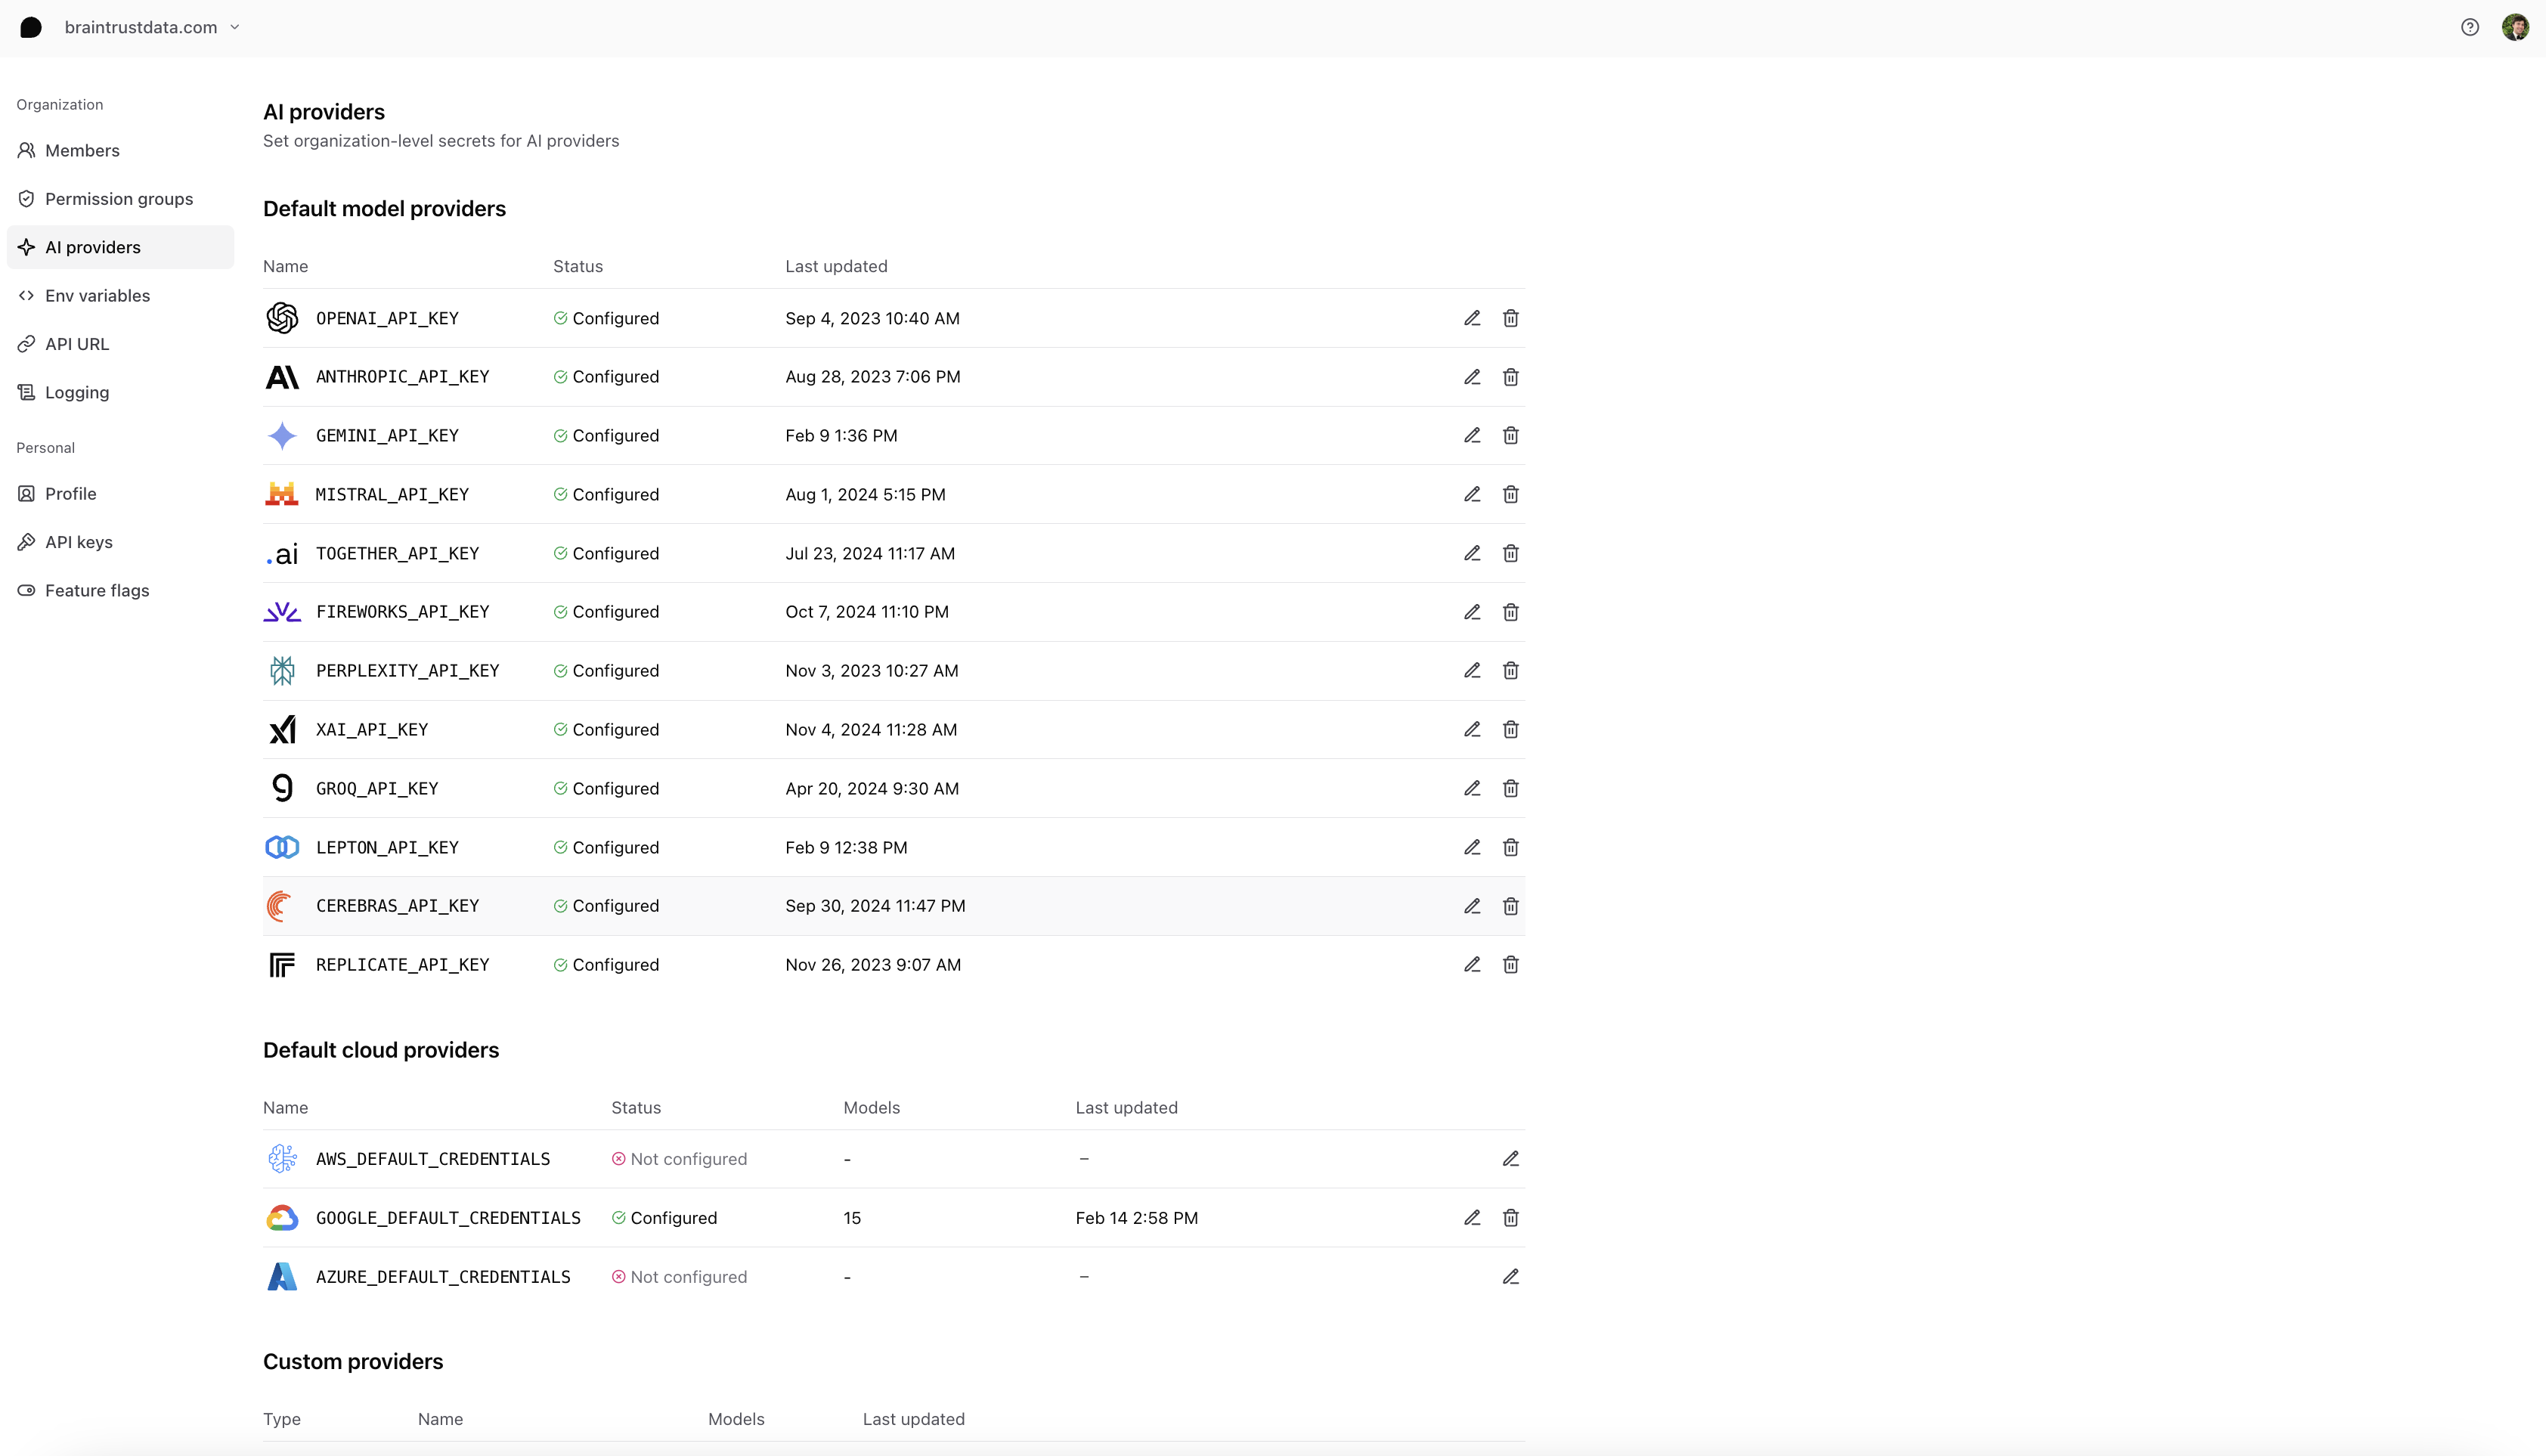 braintrustdata.com
Organization
Members
Permission groups
AI providers
Env variables
API URL
Logging
Personal
Profile
API keys
Feature flags
AI providers
Set organization-level secrets for AI providers
Default model providers
Name Status Last updated
OPENAI_API_KEY Configured Sep 4, 2023 10:40 AM
ANTHROPIC_API_KEY Configured Aug 28, 2023 7:06 PM
GEMINI_API_KEY Configured Feb 9 1:36 PM
MISTRAL_API_KEY Configured Aug 1, 2024 5:15 PM
.ai TOGETHER_API_KEY Configured Jul 23, 2024 11:17 AM
FIREWORKS_API_KEY Configured Oct 7, 2024 11:10 PM
PERPLEXITY_API_KEY Configured Nov 3, 2023 10:27 AM
XAI_API_KEY Configured Nov 4, 2024 11:28 AM
GROQ_API_KEY Configured Apr 20, 2024 9:30 AM
LEPTON_API_KEY Configured Feb 9 12:38 PM
CEREBRAS_API_KEY Configured Sep 30, 2024 11:47 PM
REPLICATE_API_KEY Configured Nov 26, 2023 9:07 AM
Default cloud providers
Name Status Models Last updated
AWS_DEFAULT_CREDENTIALS Not configured - –
GOOGLE_DEFAULT_CREDENTIALS Configured 15 Feb 14 2:58 PM
AZURE_DEFAULT_CREDENTIALS Not configured - –
Custom providers
Type Name Models Last updated